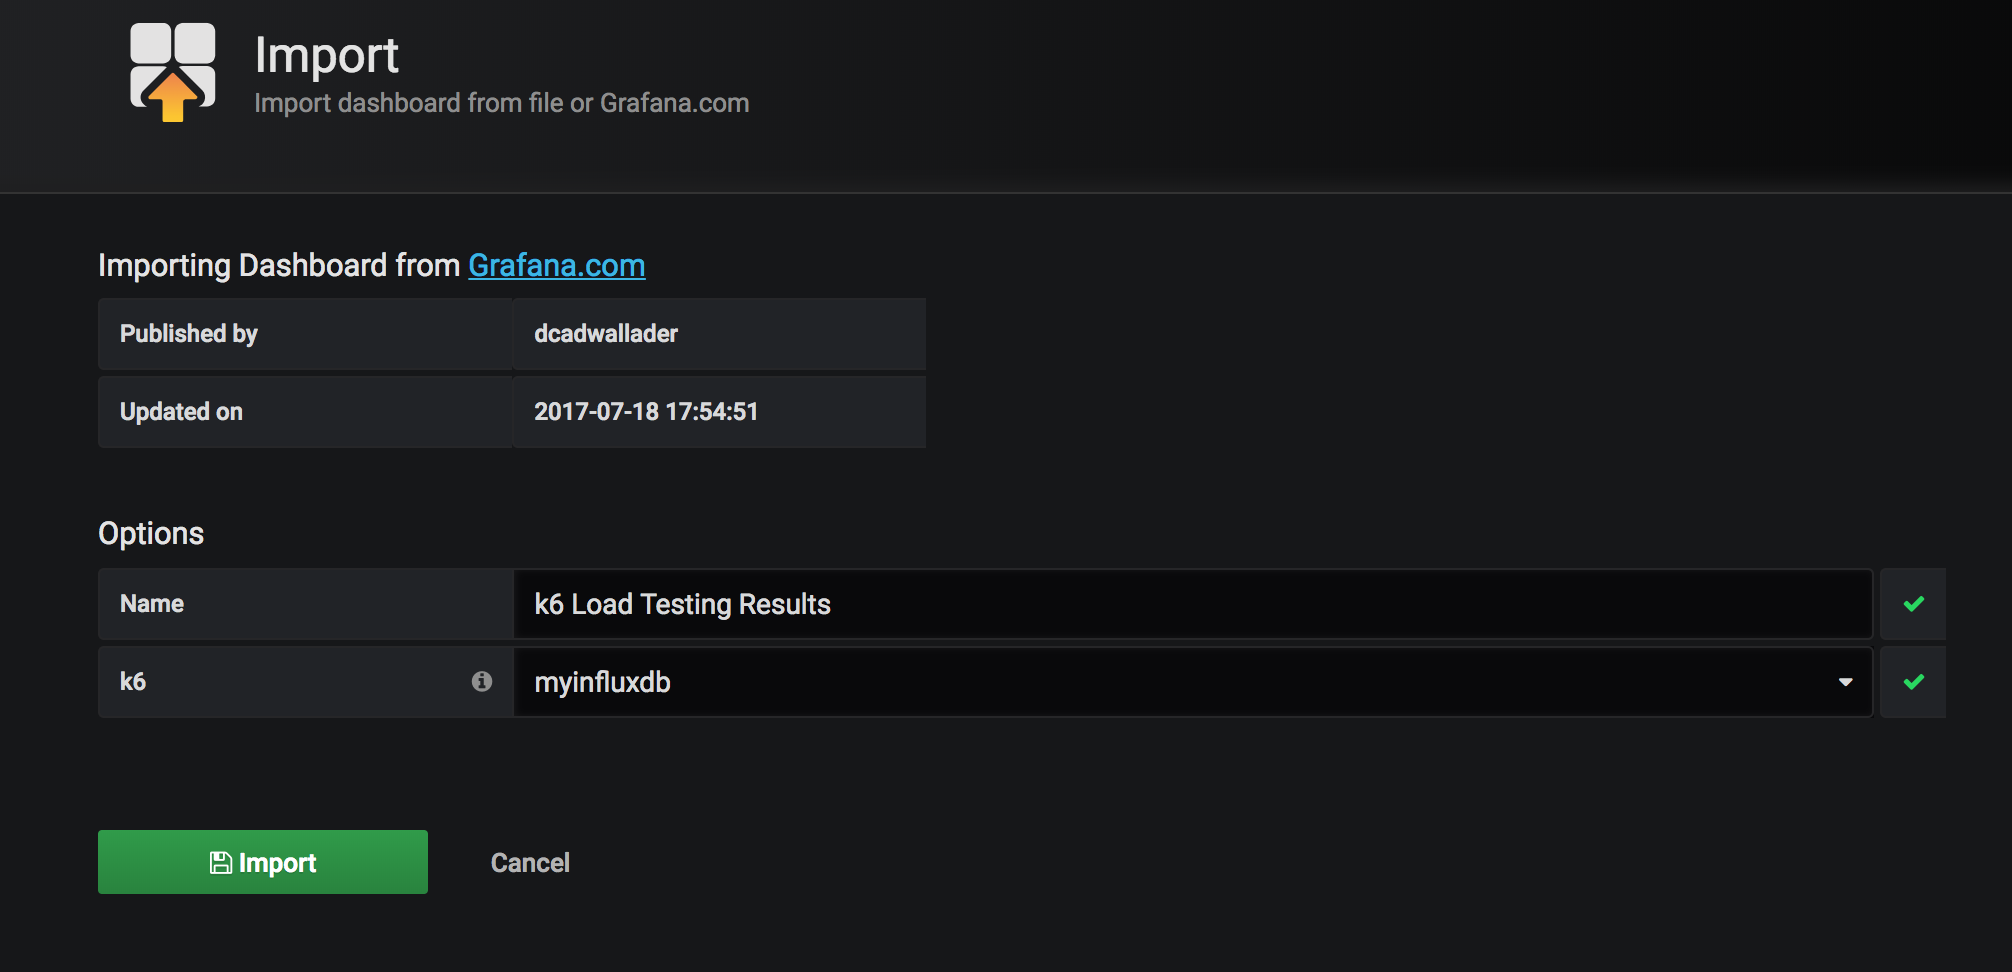 Import
Import dashboard from file or Grafana.com
Importing Dashboard from Grafana.com
Published by dcadwallader
Updated on 2017-07-18 17:54:51
Options
Name k6 Load Testing Results
k6 myinfluxdb
Import Cancel